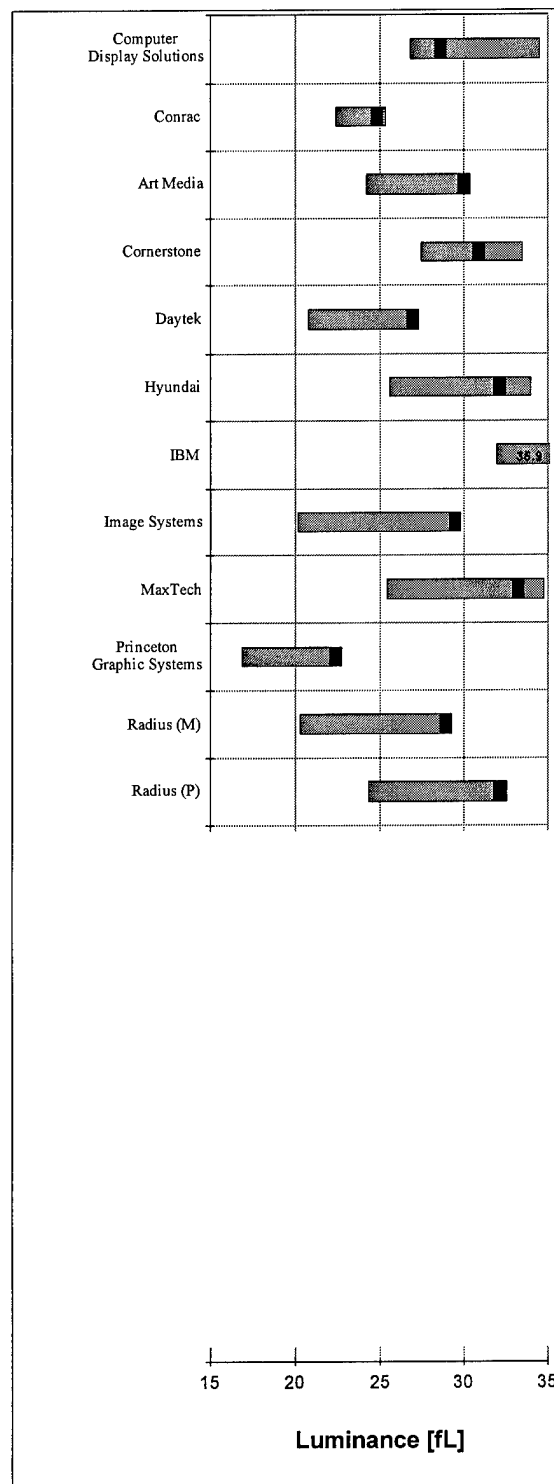 Computer
Display Solutions
Conrac
Art Media
Cornerstone
Daytek
Hyundai
IBM
35.9
Image Systems
MaxTech
Princeton
Graphic Systems
Radius (M)
Radius (P)
15 20 25 30 35
Luminance [fL]